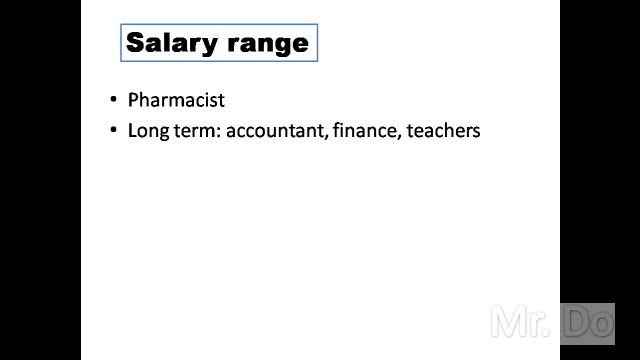 Salary range
• Pharmacist
• Long term: accountant, finance, teachers
Mr. Do